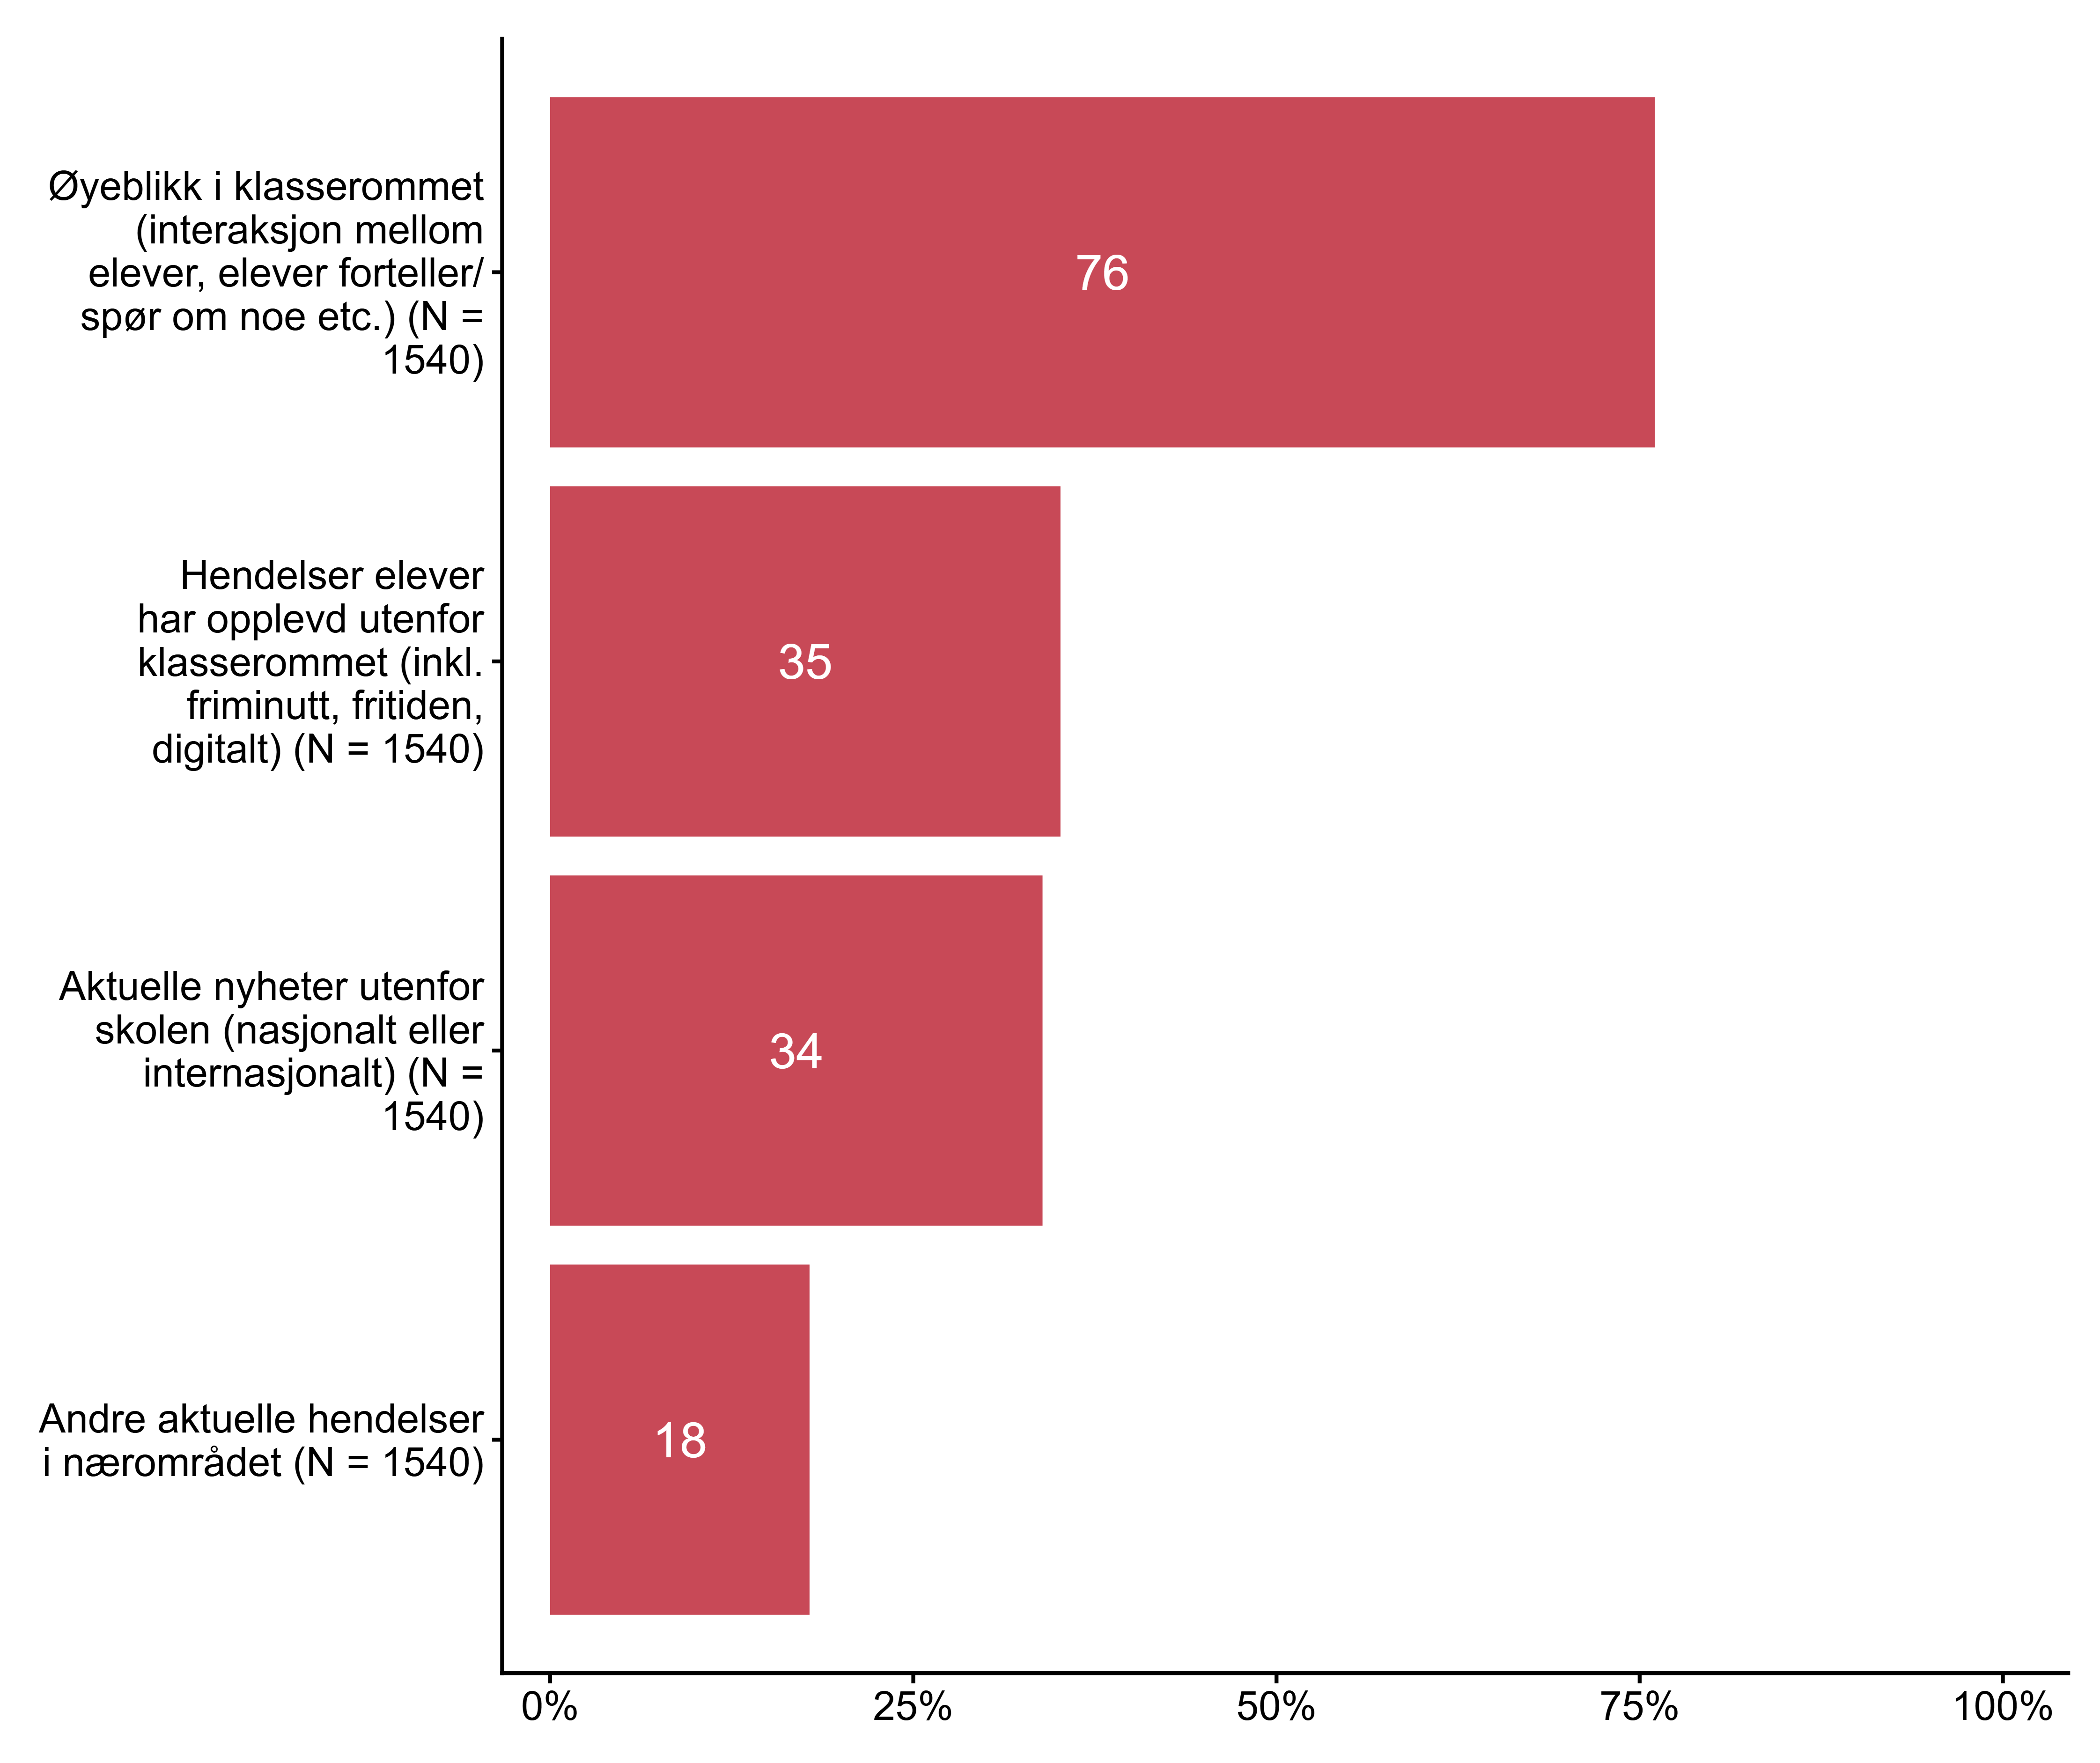 Øyeblikk i klasserommet
(interaksjon mellom
elever, elever forteller/
spør om noe etc.) (N =
1540)
76
Hendelser elever
har opplevd utenfor
klasserommet (inkl.
friminutt, fritiden,
digitalt) (N = 1540)
35
Aktuelle nyheter utenfor
skolen (nasjonalt eller
internasjonalt) (N =
1540)
34
Andre aktuelle hendelser
i nærområdet (N = 1540)
18
0% 25% 50% 75% 100%